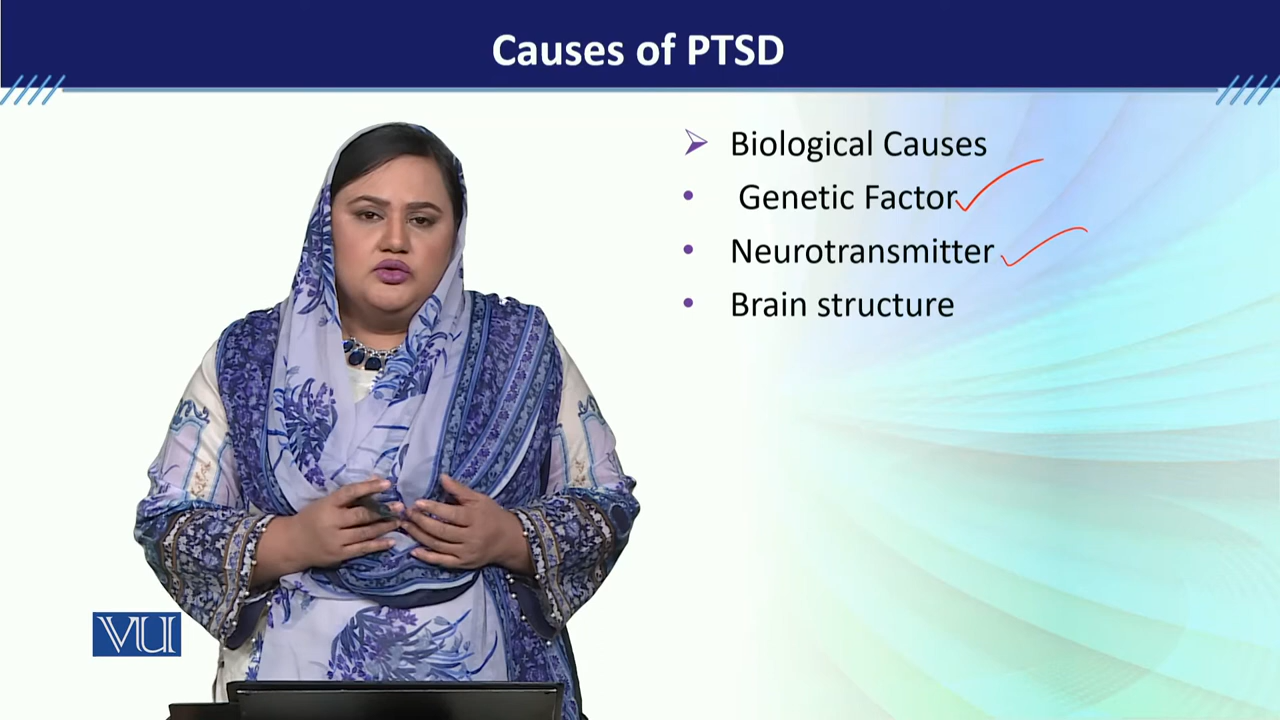 Causes of PTSD
Biological Causes
Genetic Factor
Neurotransmitter
Brain structure
VU